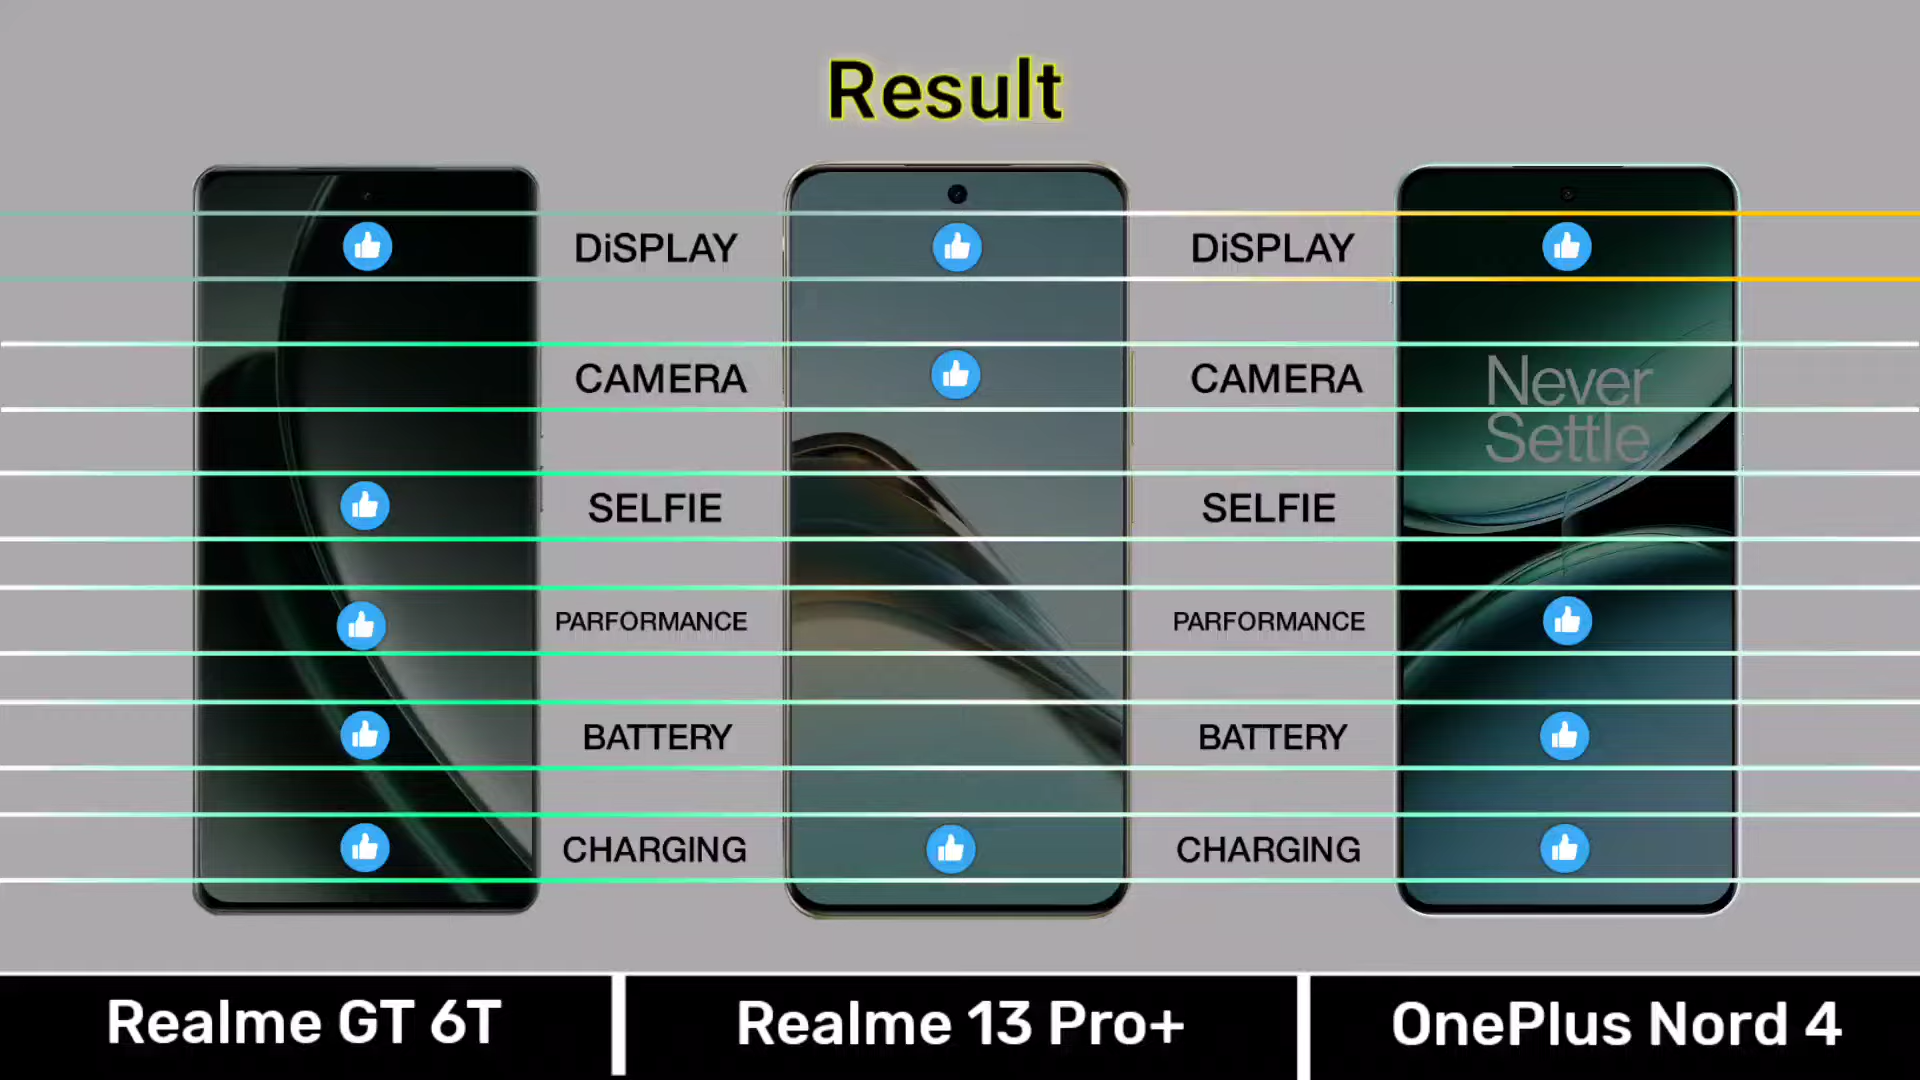 Result
DiSPLAY DiSPLAY
CAMERA CAMERA
Never
Settle
SELFIE SELFIE
PARFORMANCE PARFORMANCE
BATTERY BATTERY
CHARGING CHARGING
Realme GT 6T Realme 13 Pro+ OnePlus Nord 4